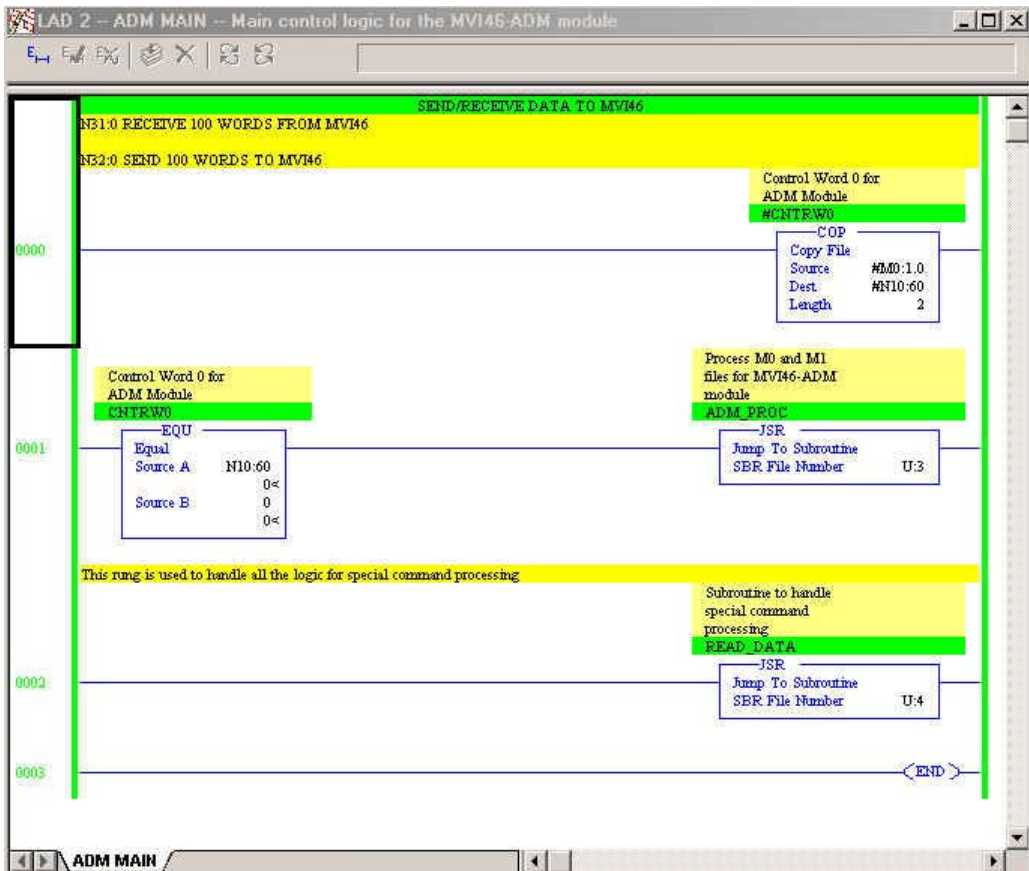 LAD 2 -- ADM MAIN -- Main control logic for the MVI46-ADM module
SEND/RECEIVE DATA TO MVI46
N31:0 RECEIVE 100 WORDS FROM MVI46
N32:0 SEND 100 WORDS TO MVI46
Control Word 0 for
ADM Module
#CNTRW0
COP
Copy File
Source #M0:1.0
Dest #N10:60
Length 2
0000
Control Word 0 for
ADM Module
CNTRW0
EQU
Equal
Source A N10:60
0<
Source B 0
0<
0001
Process M0 and M1
files for MVI46-ADM
module
ADM_PROC
JSR
Jump To Subroutine
SBR File Number U:3
This rung is used to handle all the logic for special command processing
Subroutine to handle
special command
processing
READ_DATA
JSR
Jump To Subroutine
SBR File Number U:4
0002
0003
END
ADM MAIN